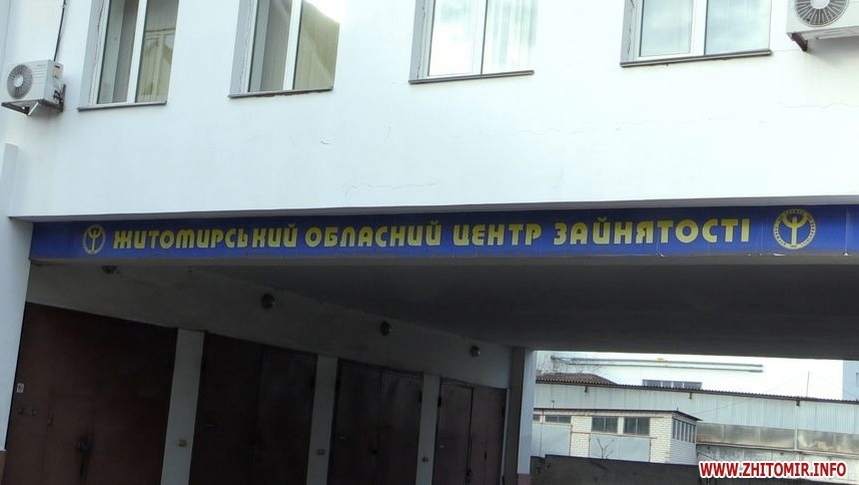 ЖИТОМИРСЬКИЙ ОБЛАСНИЙ ЦЕНТР ЗАЙНЯТОСТІ
WWW.ZHITOMIR.INFO